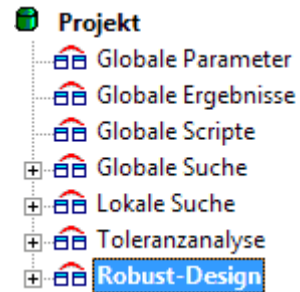 Projekt
Globale Parameter
Globale Ergebnisse
Globale Scripte
Globale Suche
Lokale Suche
Toleranzanalyse
Robust-Design